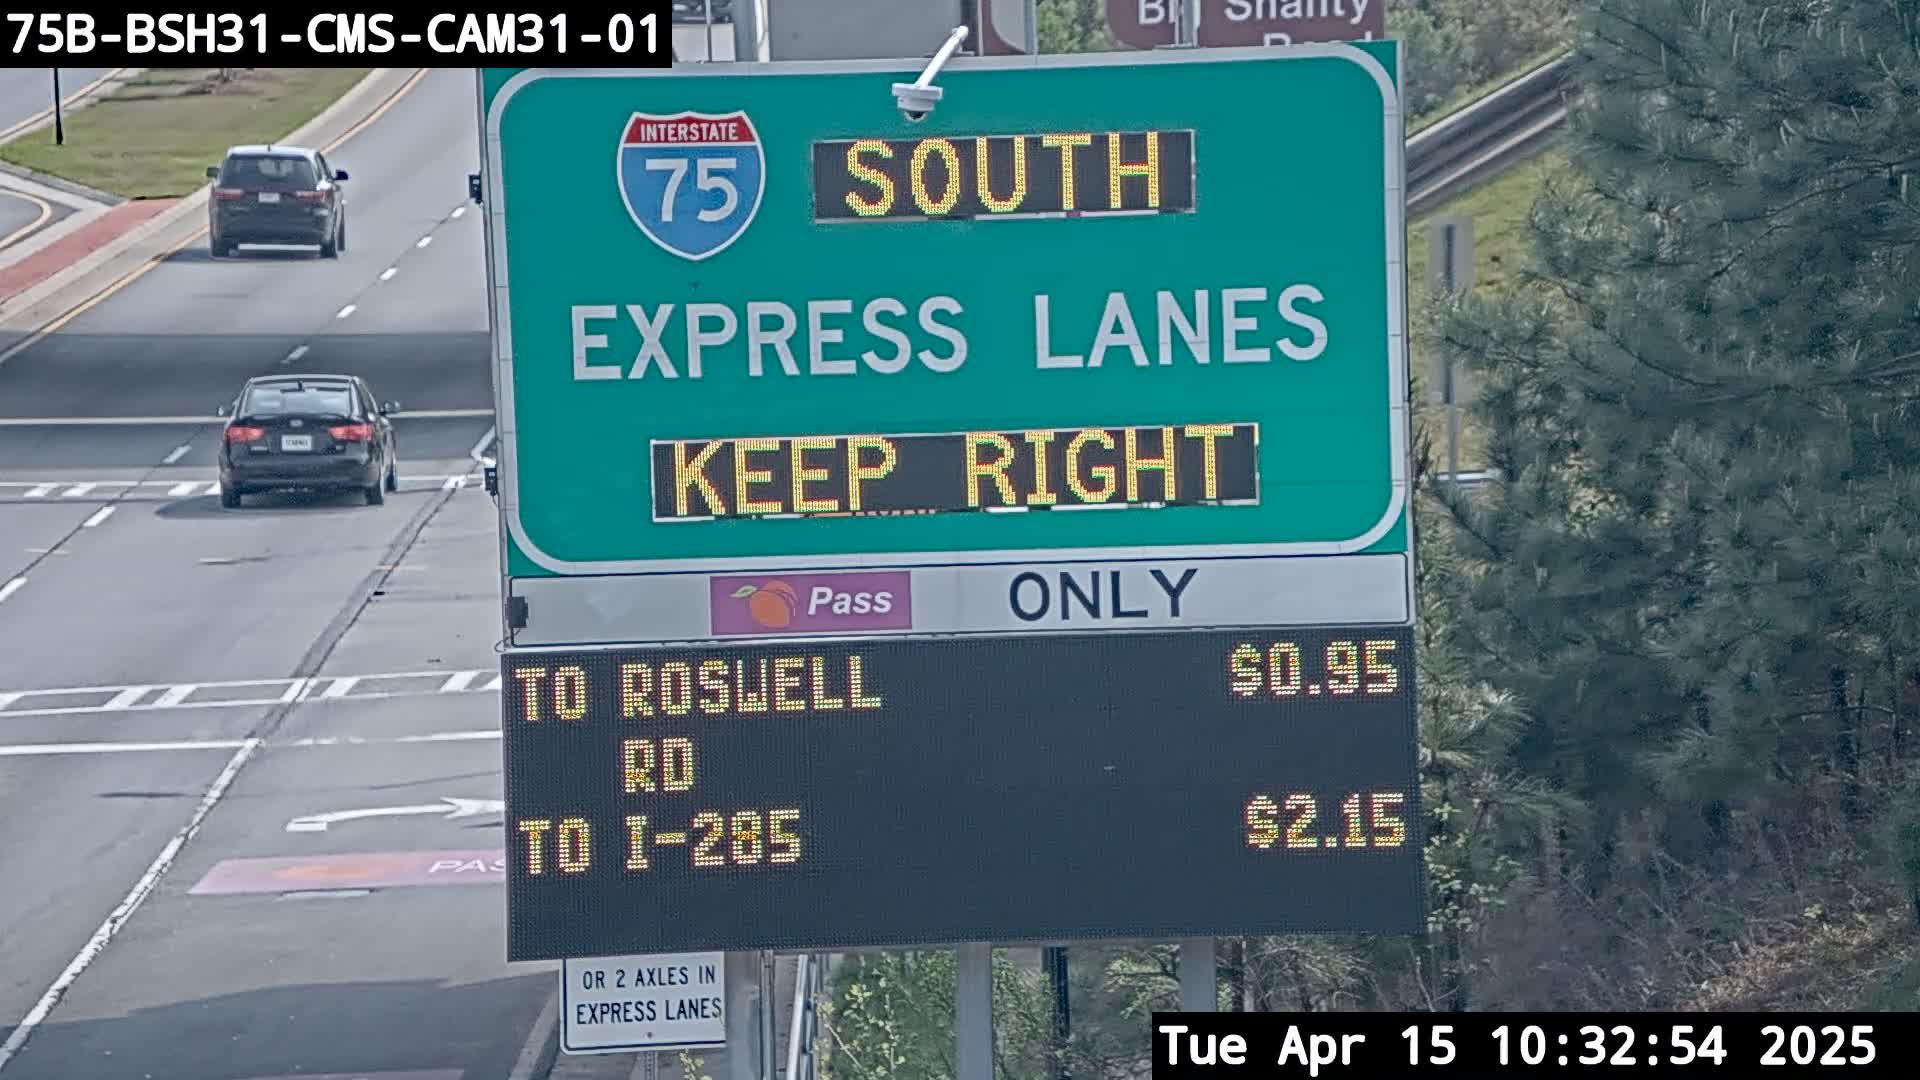 75B-BSH31-CMS-CAM31-01
Shanty
INTERSTATE
75
SOUTH
EXPRESS LANES
KEEP RIGHT
Pass ONLY
TO ROSWELL $0.95
RD
TO I-285 $2.15
OR 2 AXLES IN
EXPRESS LANES
Tue Apr 15 10:32:54 2025